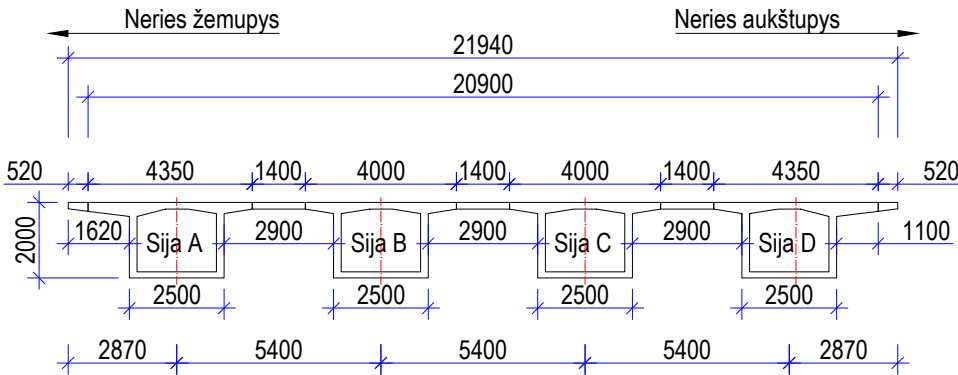 Neries žemupys Neries aukštupys
21940
20900
520 4350 1400 4000 1400 4000 1400 4350 520
2000 1620 Sija A 2900 Sija B 2900 Sija C 2900 Sija D 1100
2500 2500 2500 2500
2870 5400 5400 5400 2870